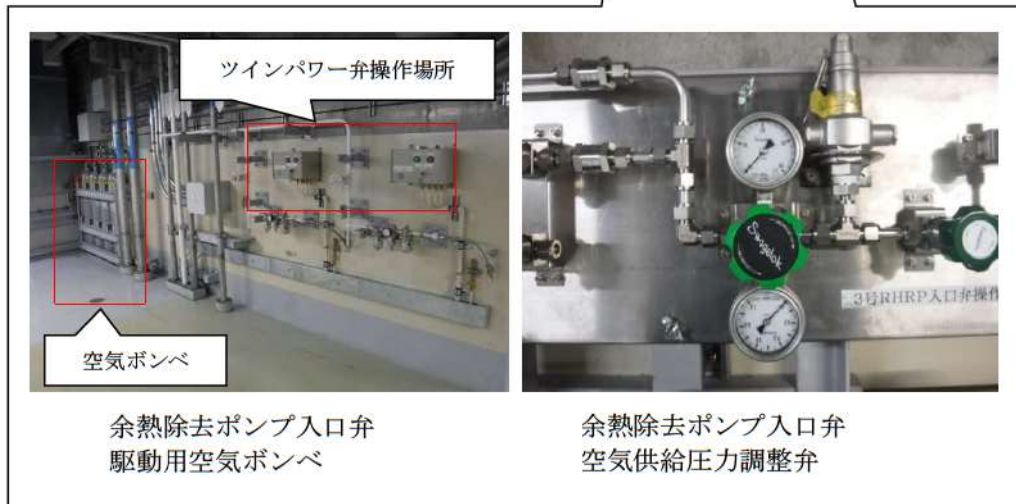 ツインパワー弁操作場所
空気ボンベ
Swagelok
3号RHRP入口弁操作
余熱除去ポンプ入口弁
駆動用空気ボンベ
余熱除去ポンプ入口弁
空気供給圧力調整弁